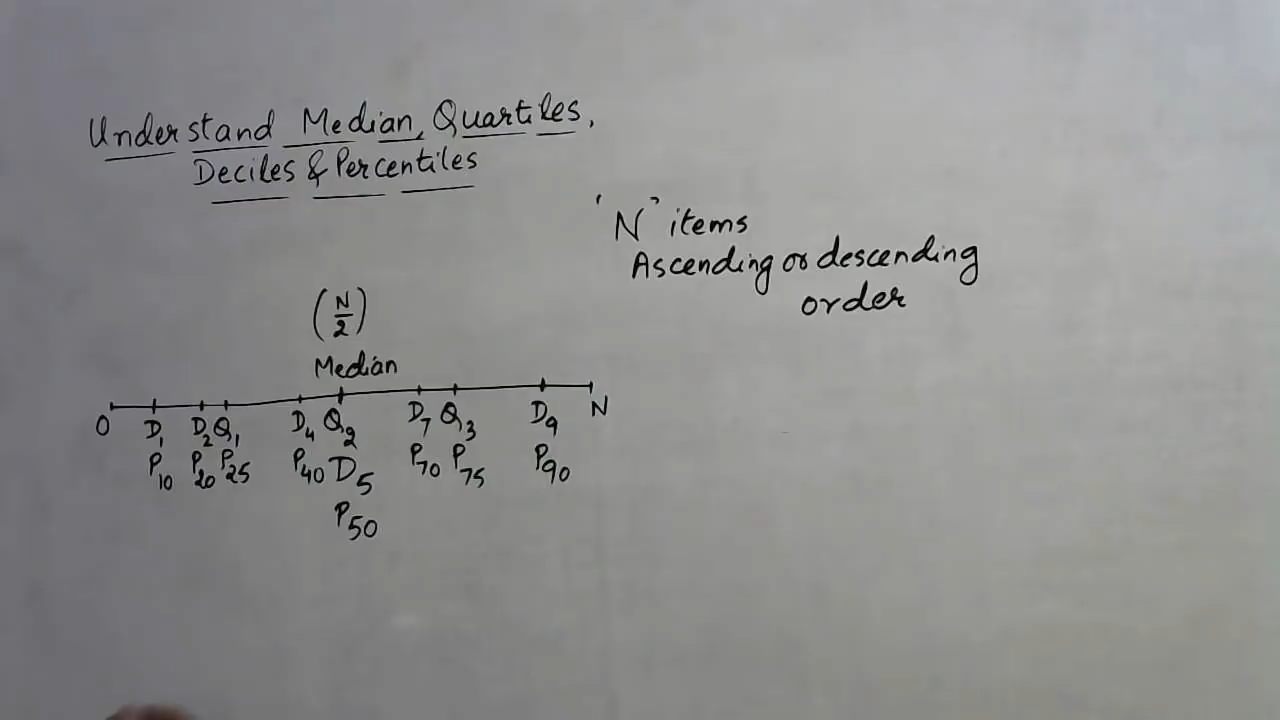 Understand Median, Quartiles,
Deciles & Percentiles
'N' items
Ascending or descending
order
(N/2)
Median
0 D1 D2 Q1 D4 Q2 D7 Q3 D9 N
P10 P20 P25 P40 D5 P70 P75 P90
P50